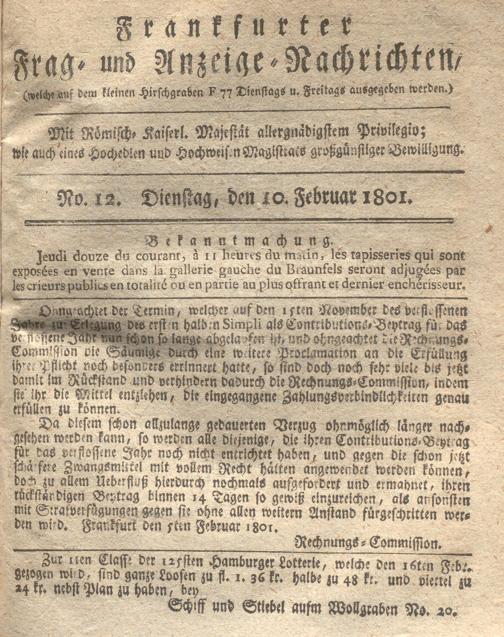 Frankfurter
Frag- und Anzeige-Nachrichten,
(welche auf dem kleinen Hirschgraben F 77 Dienstags u. Freitags ausgegeben werden.)
Mit Römisch-Kaiserl. Majestät allergnädigstem Privilegio;
wie auch eines Hochedlen und Hochweisen Magistrats großgünstiger Bewilligung.
No. 12. Dienstag, den 10. Februar 1801.
Bekanntmachung.
Jeudi douze du courant, à 11 heures du matin, les tapisseries qui sont
exposées en vente dans la gallerie gauche du Braunfels seront adjugées par
les crieurs publics en totalité ou en partie au plus offrant et dernier enchérisseur.
Ohngeachtet der Termin, welcher auf den 15ten November des verflossenen
Jahrs zu Erlegung des ersten halben Simpli als Contributions-Beytrag für das
verflossene Jahr nun schon so lange abgelaufen ist, und ohngeachtet die Rechnungs-
Commission die Säumige durch eine weitere Proclamation an die Erfüllung
ihrer Pflicht noch besonders errinnert hatte, so sind doch noch sehr viele bis jetzt
damit im Rückstand und verhindern dadurch die Rechnungs-Commission, indem
sie ihr die Mittel entziehen, die eingegangene Zahlungsverbindlichkeiten genau
erfüllen zu können.
Da diesem schon allzulange gedauerten Verzug ohnmöglich länger nach-
gesehen werden kann, so werden alle diejenige, die ihren Contributions-Beytrag
für das verflossene Jahr noch nicht entrichtet haben, und gegen die schon jetzt
schärfere Zwangsmittel mit vollem Recht hätten angewendet werden können,
doch zu allem Ueberfluß hierdurch nochmals aufgefordert und ermahnet, ihren
rückständigen Beytrag binnen 14 Tagen so gewiß einzureichen, als ansonsten
mit Strafverfügungen gegen sie ohne allen weitern Anstand fürgeschritten wer-
den wird. Frankfurt den 5ten Februar 1801.
Rechnungs-Commission.
Zur 1ten Classe der 125sten Hamburger Lotterie, welche den 16ten Febr.
gezogen wird, sind ganze Loosen zu fl. 1. 36 kr. halbe zu 48 kr. und viertel zu
24 kr. nebst Plan zu haben, bey
Schiff und Stiebel aufm Wollgraben No. 20.